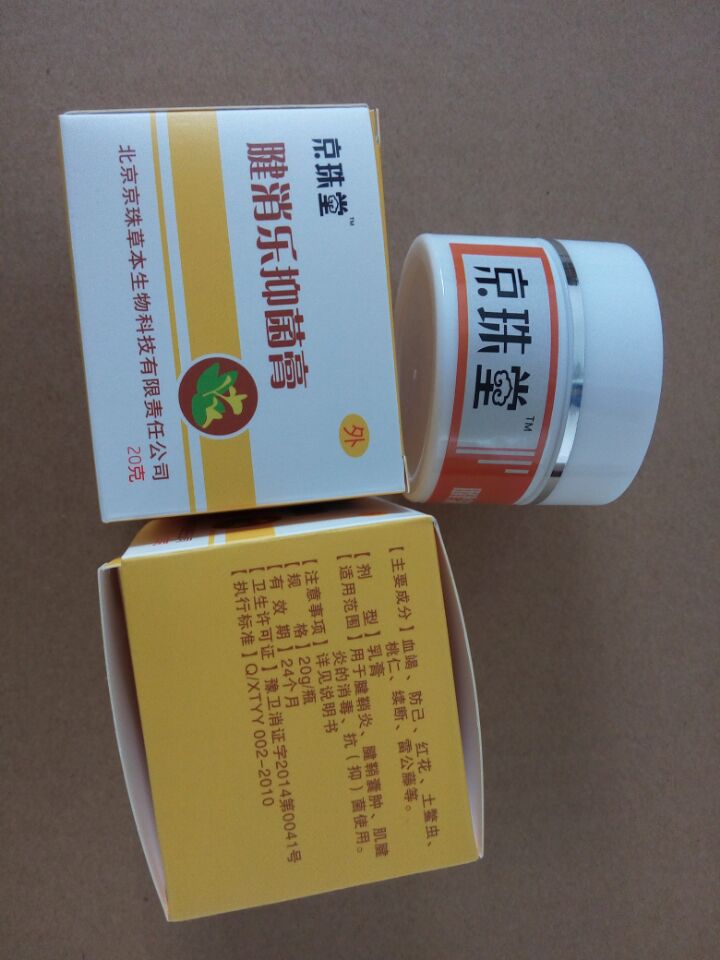 京珠堂™
腱消乐抑菌膏
外
北京京珠草本生物科技有限责任公司
20克
京珠堂™
【主要成分】血竭、防己、红花、土鳖虫、
桃仁、续断、雷公藤等。
【剂 型】乳膏
【适用范围】用于腱鞘炎、腱鞘囊肿、肌腱
炎的消毒、抗（抑）菌使用。
【注意事项】详见说明书
【规 格】20g/瓶
【有 效 期】24个月
【卫生许可证】豫卫消证字2014第0041号
【执行标准】Q/XTYY 002-2010